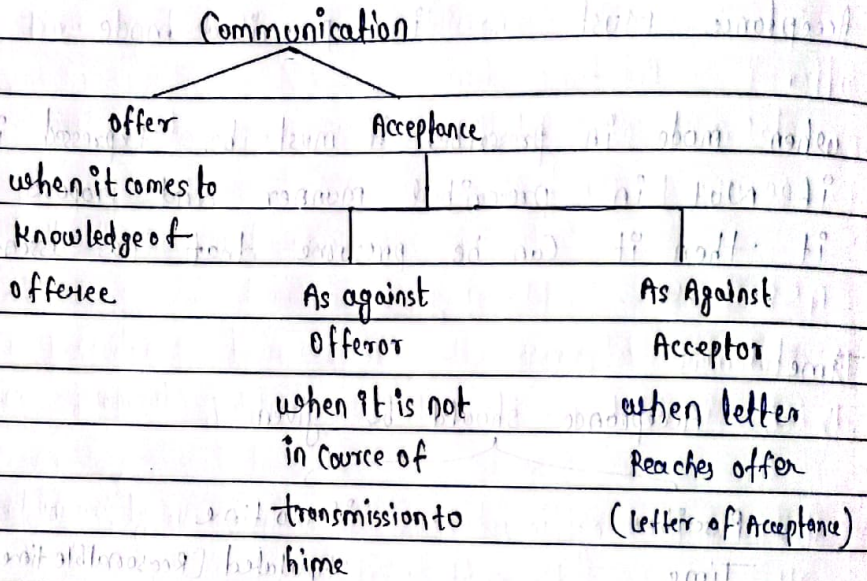 Communication
Offer
when it comes to
knowledge of
offeree
Acceptance
As against
Offeror
when it is not
in cource of
transmission to
hime
As Against
Acceptor
when letter
Reaches offer
(Letter of Acceptance)